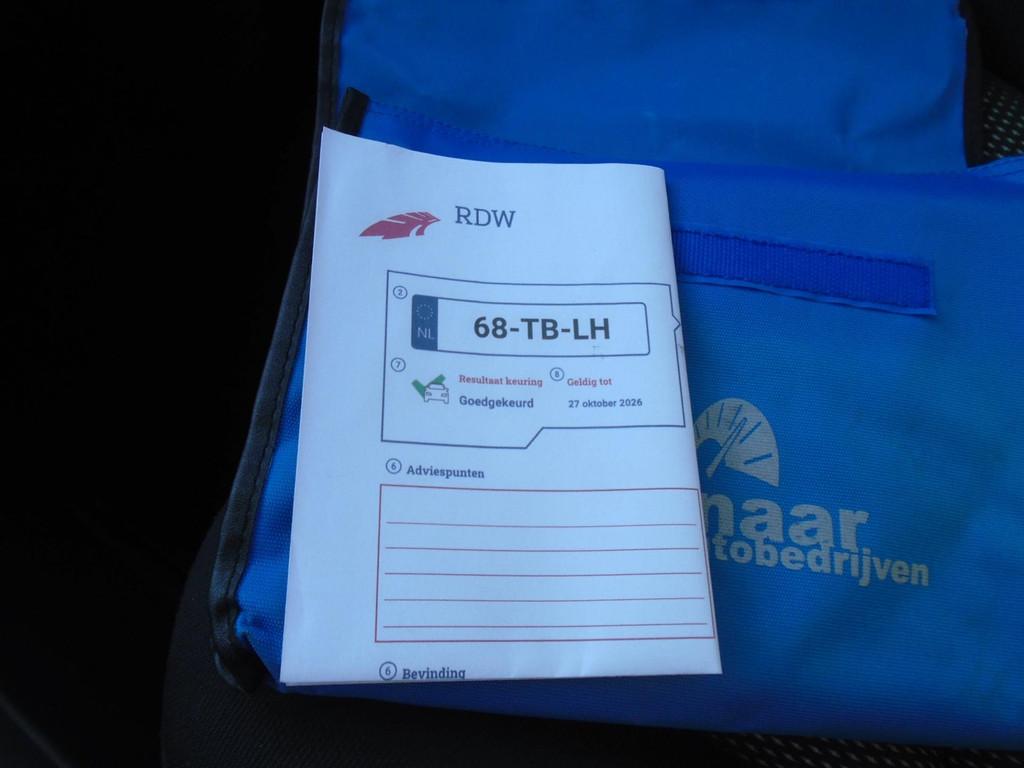 RDW
2
NL 68-TB-LH
7 Resultaat keuring 8 Geldig tot
Goedgekeurd 27 oktober 2026
6 Adviespunten
6 Bevinding
naar
tobedrijven